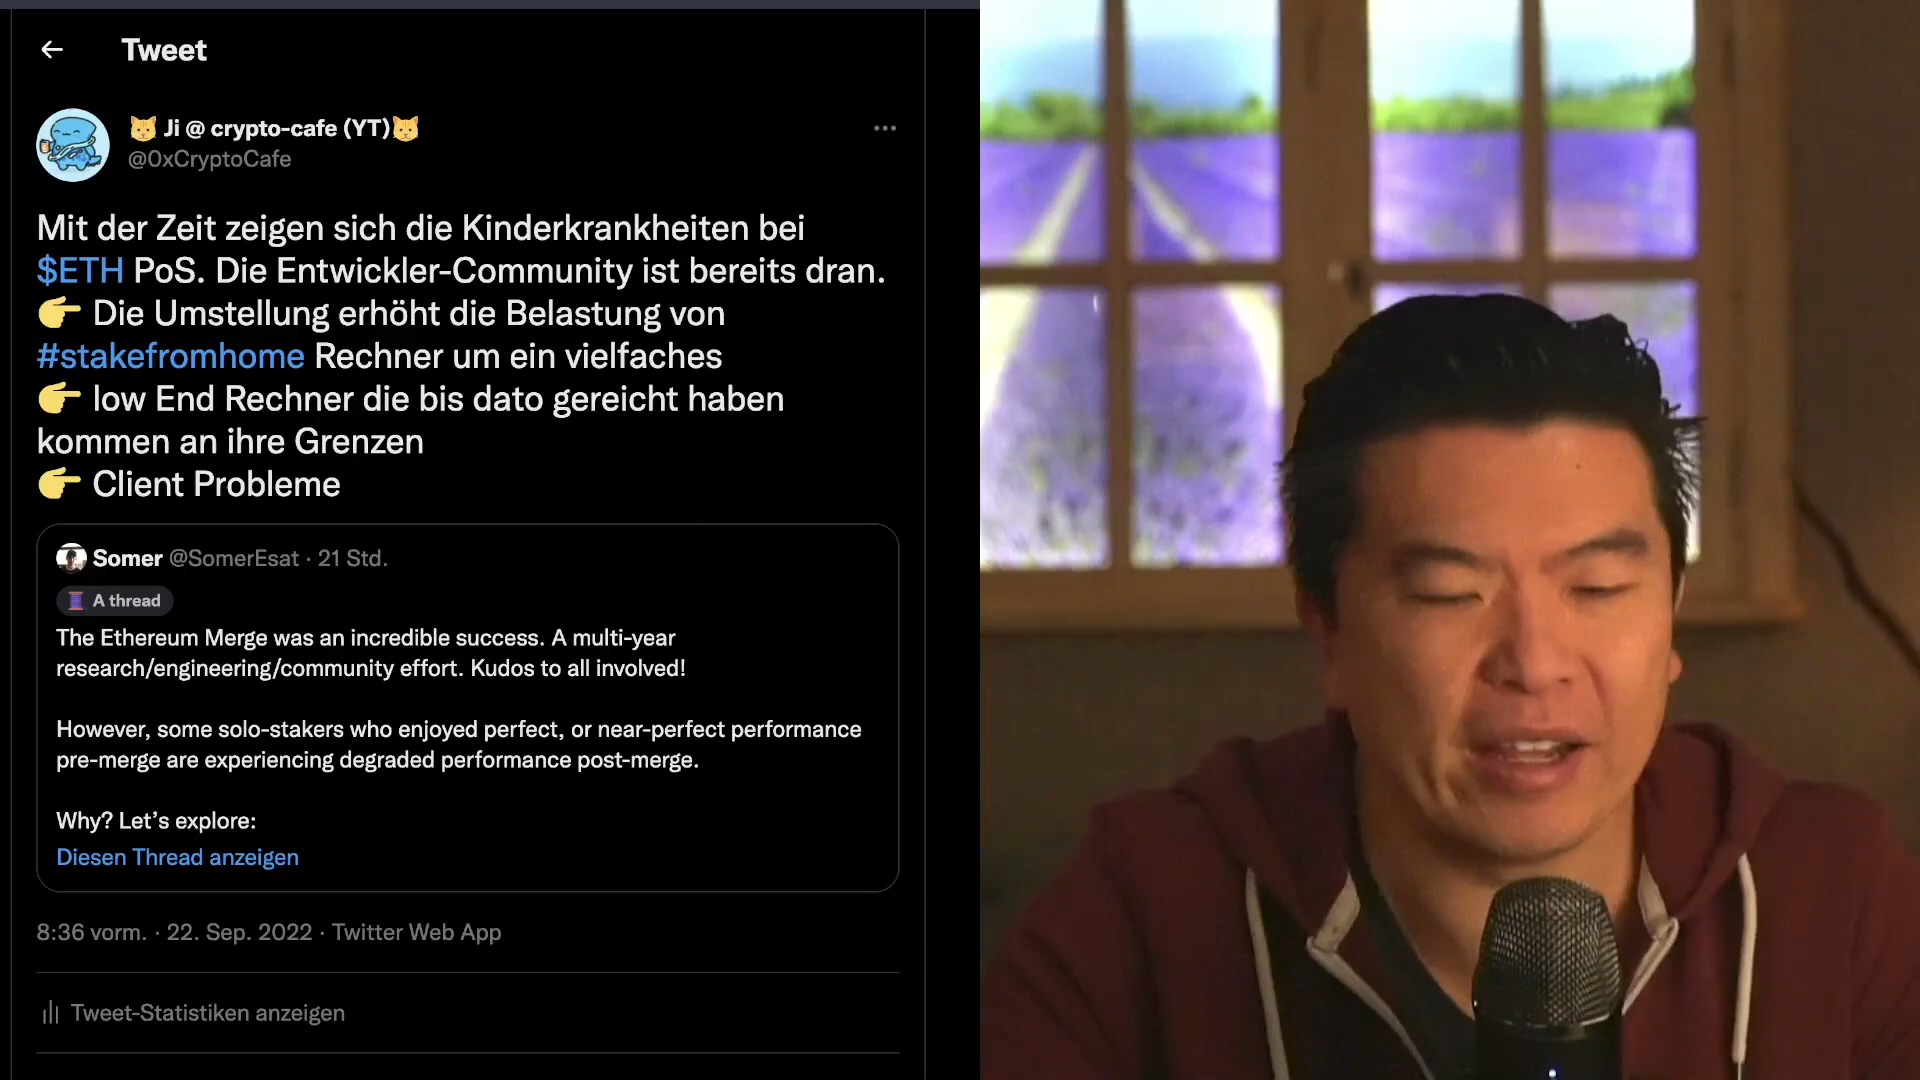 Tweet
🐱 Ji @ crypto-cafe (YT)🐱
@0xCryptoCafe
Mit der Zeit zeigen sich die Kinderkrankheiten bei
$ETH PoS. Die Entwickler-Community ist bereits dran.
👉 Die Umstellung erhöht die Belastung von
#stakefromhome Rechner um ein vielfaches
👉 low End Rechner die bis dato gereicht haben
kommen an ihre Grenzen
👉 Client Probleme
Somer @SomerEsat · 21 Std.
🧵 A thread
The Ethereum Merge was an incredible success. A multi-year
research/engineering/community effort. Kudos to all involved!
However, some solo-stakers who enjoyed perfect, or near-perfect performance
pre-merge are experiencing degraded performance post-merge.
Why? Let’s explore:
Diesen Thread anzeigen
8:36 vorm. · 22. Sep. 2022 · Twitter Web App
Tweet-Statistiken anzeigen